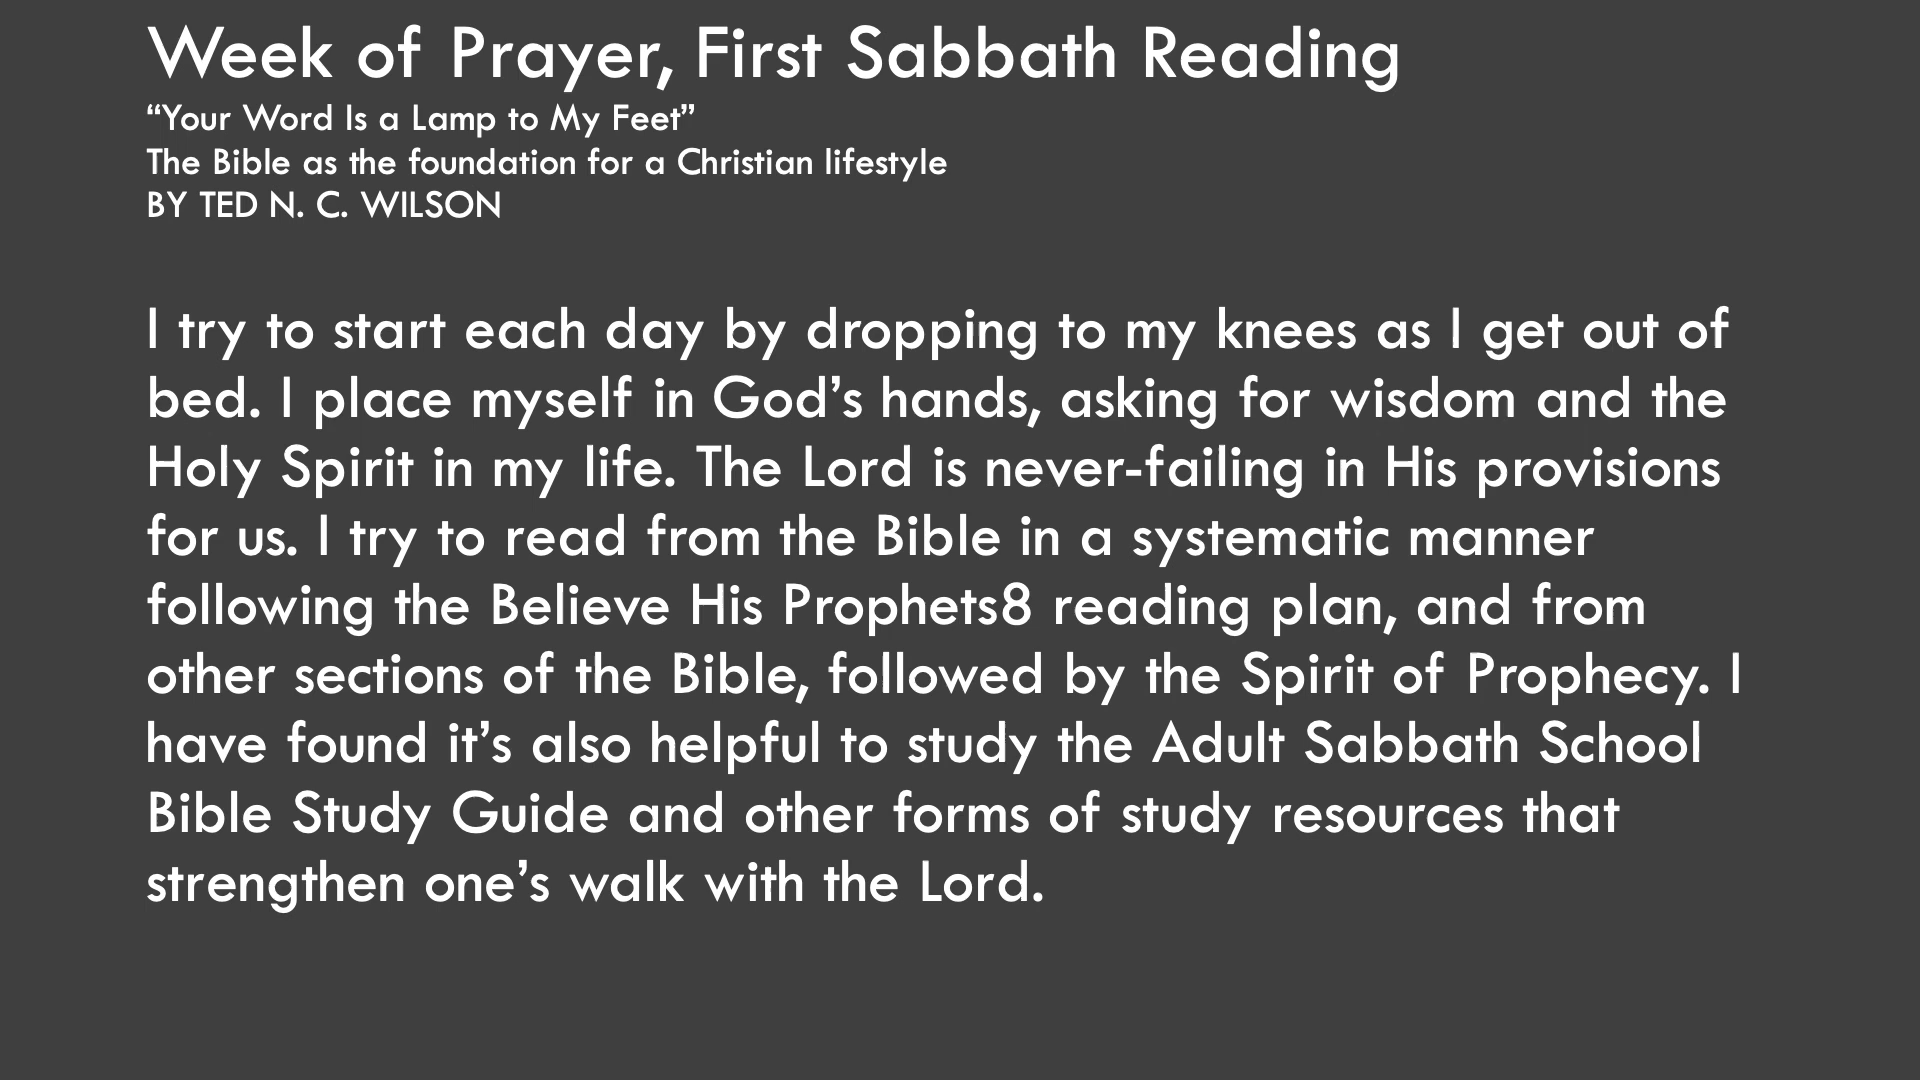 Week of Prayer, First Sabbath Reading
“Your Word Is a Lamp to My Feet”
The Bible as the foundation for a Christian lifestyle
BY TED N. C. WILSON
I try to start each day by dropping to my knees as I get out of
bed. I place myself in God’s hands, asking for wisdom and the
Holy Spirit in my life. The Lord is never-failing in His provisions
for us. I try to read from the Bible in a systematic manner
following the Believe His Prophets8 reading plan, and from
other sections of the Bible, followed by the Spirit of Prophecy. I
have found it’s also helpful to study the Adult Sabbath School
Bible Study Guide and other forms of study resources that
strengthen one’s walk with the Lord.